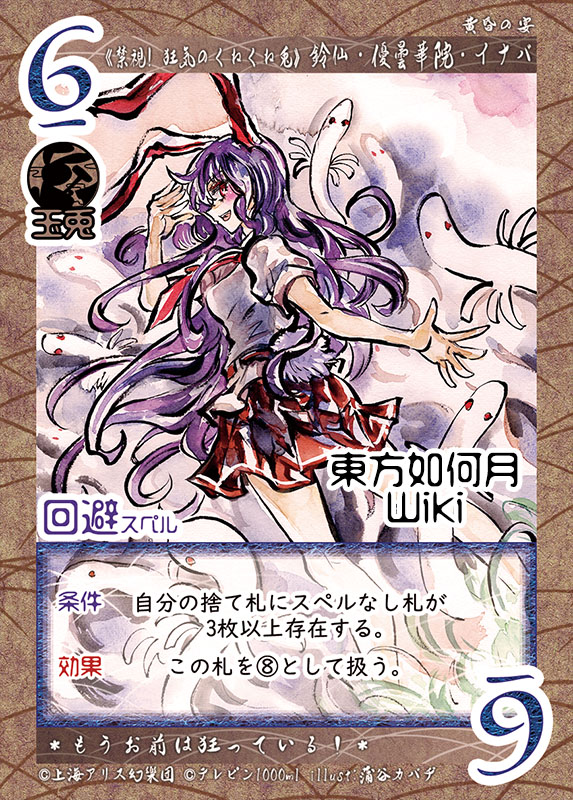 黄昏の宴
6
《禁視！ 狂気のくねくね兎》 鈴仙・優曇華院・イナバ
玉兎
東方如何月
Wiki
回避スペル
条件 自分の捨て札にスペルなし札が
3枚以上存在する。
効果 この札を⑧として扱う。
6
＊もうお前は狂っている！＊
©上海アリス幻樂団 ©テレピン1000ml illust:蒲谷カバヂ